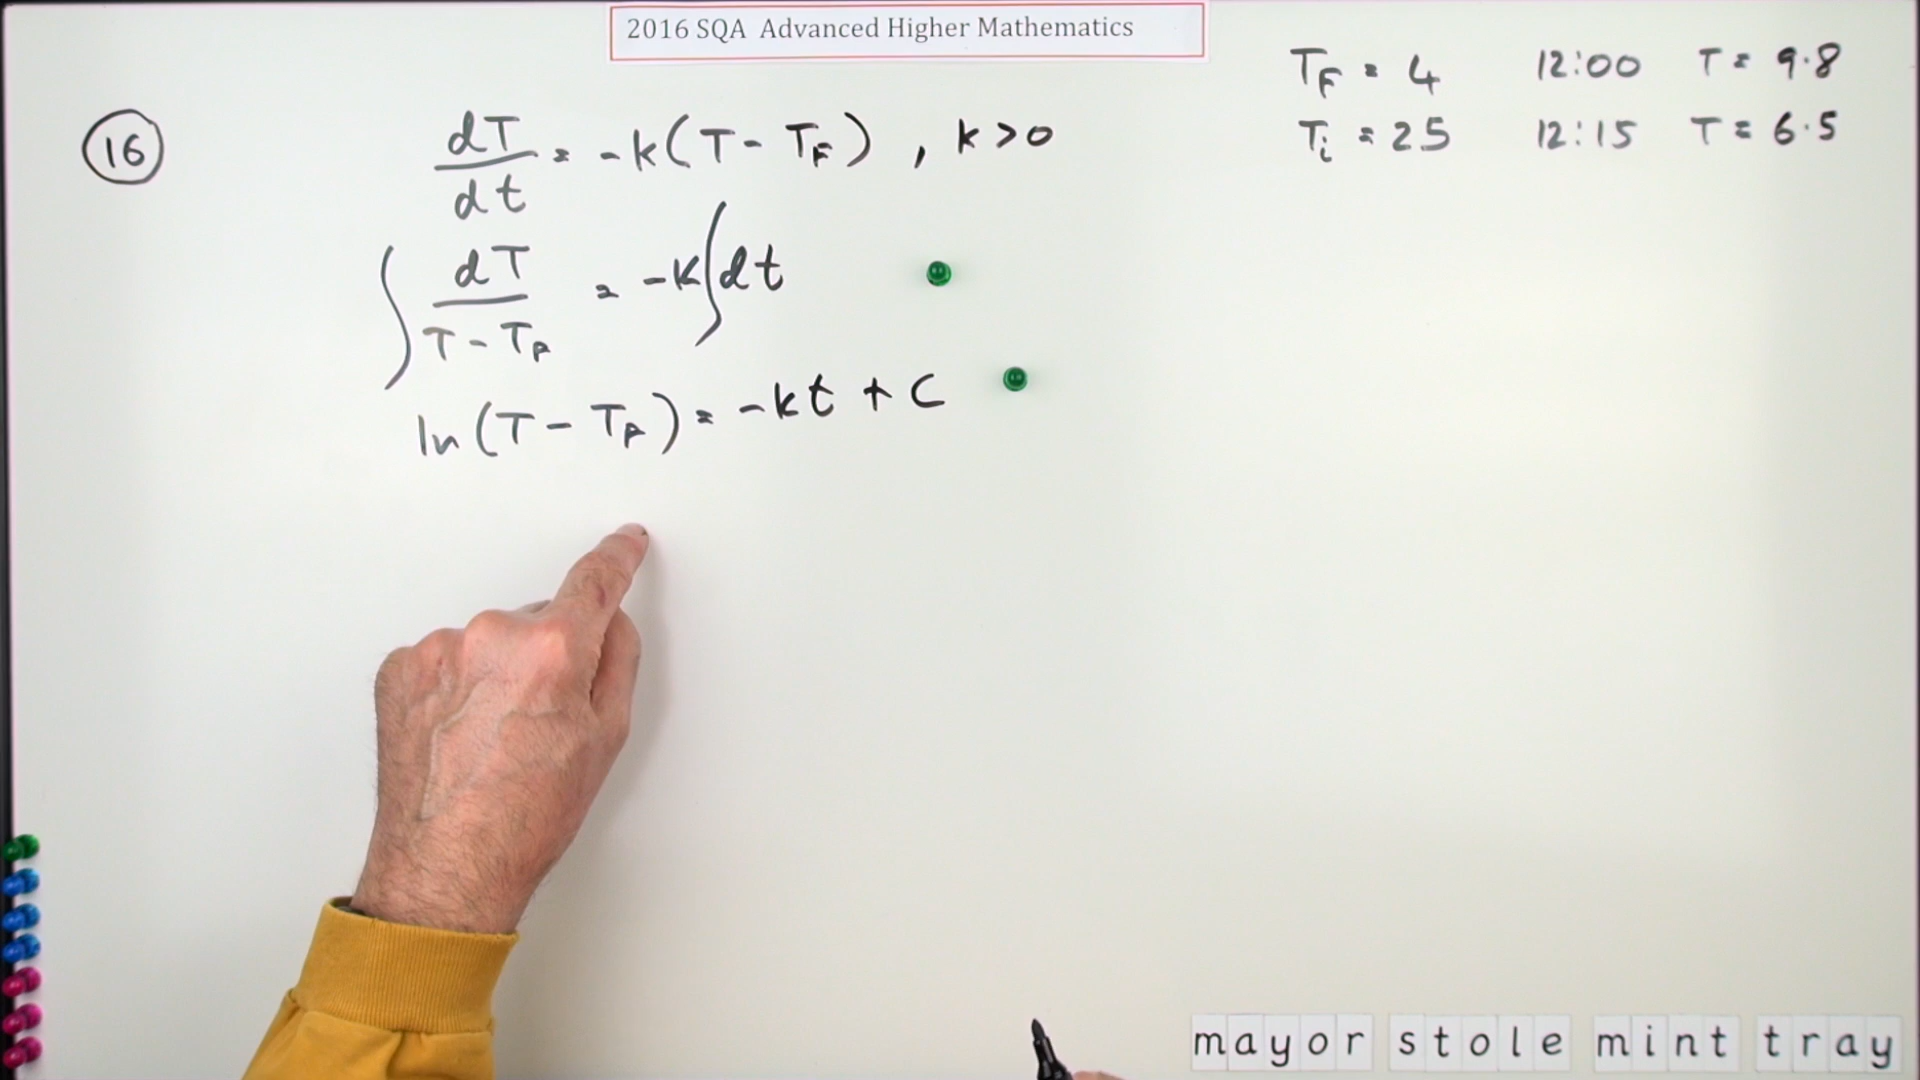 2016 SQA Advanced Higher Mathematics
T_F = 4 12:00 T = 9.8
T_i = 25 12:15 T = 6.5
16
dT/dt = -k(T - T_F) , k > 0
∫ dT/(T - T_F) = -k∫dt
ln(T - T_F) = -kt + C
mayor stole mint tray